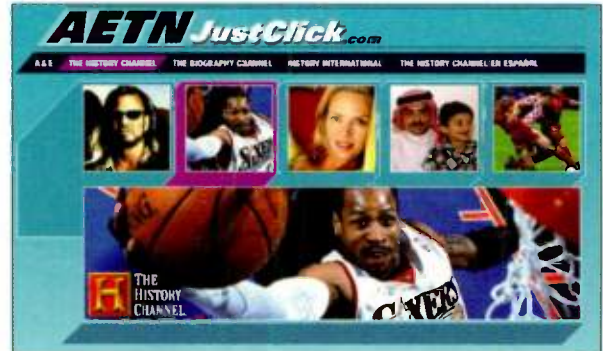 AETN JustClick.com
A&E THE HISTORY CHANNEL THE BIOGRAPHY CHANNEL HISTORY INTERNATIONAL THE HISTORY CHANNEL EN ESPAÑOL
SIXERS
H THE
HISTORY
CHANNEL
SIXERS